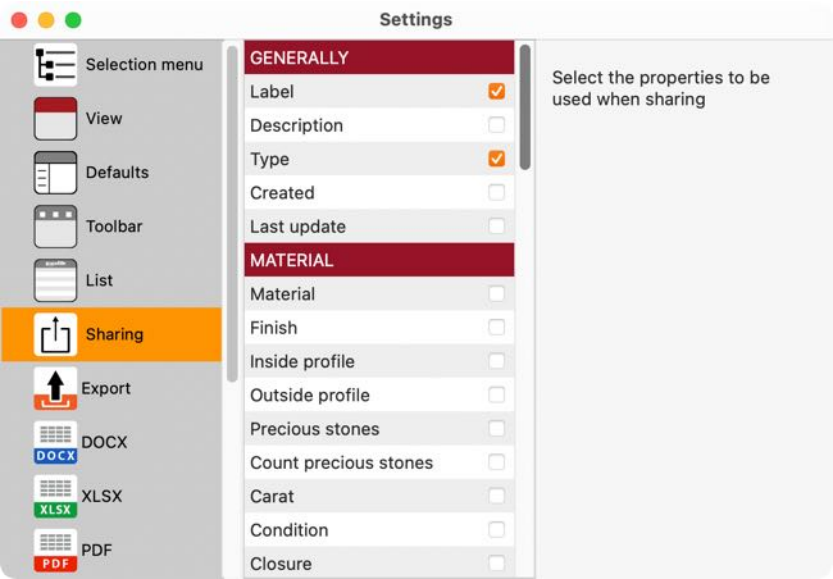 Settings
Selection menu
View
Defaults
Toolbar
List
Sharing
Export
DOCX
DOCX
XLSX
XLSX
PDF
PDF
GENERALLY
Label
Description
Type
Created
Last update
MATERIAL
Material
Finish
Inside profile
Outside profile
Precious stones
Count precious stones
Carat
Condition
Closure
Select the properties to be
used when sharing